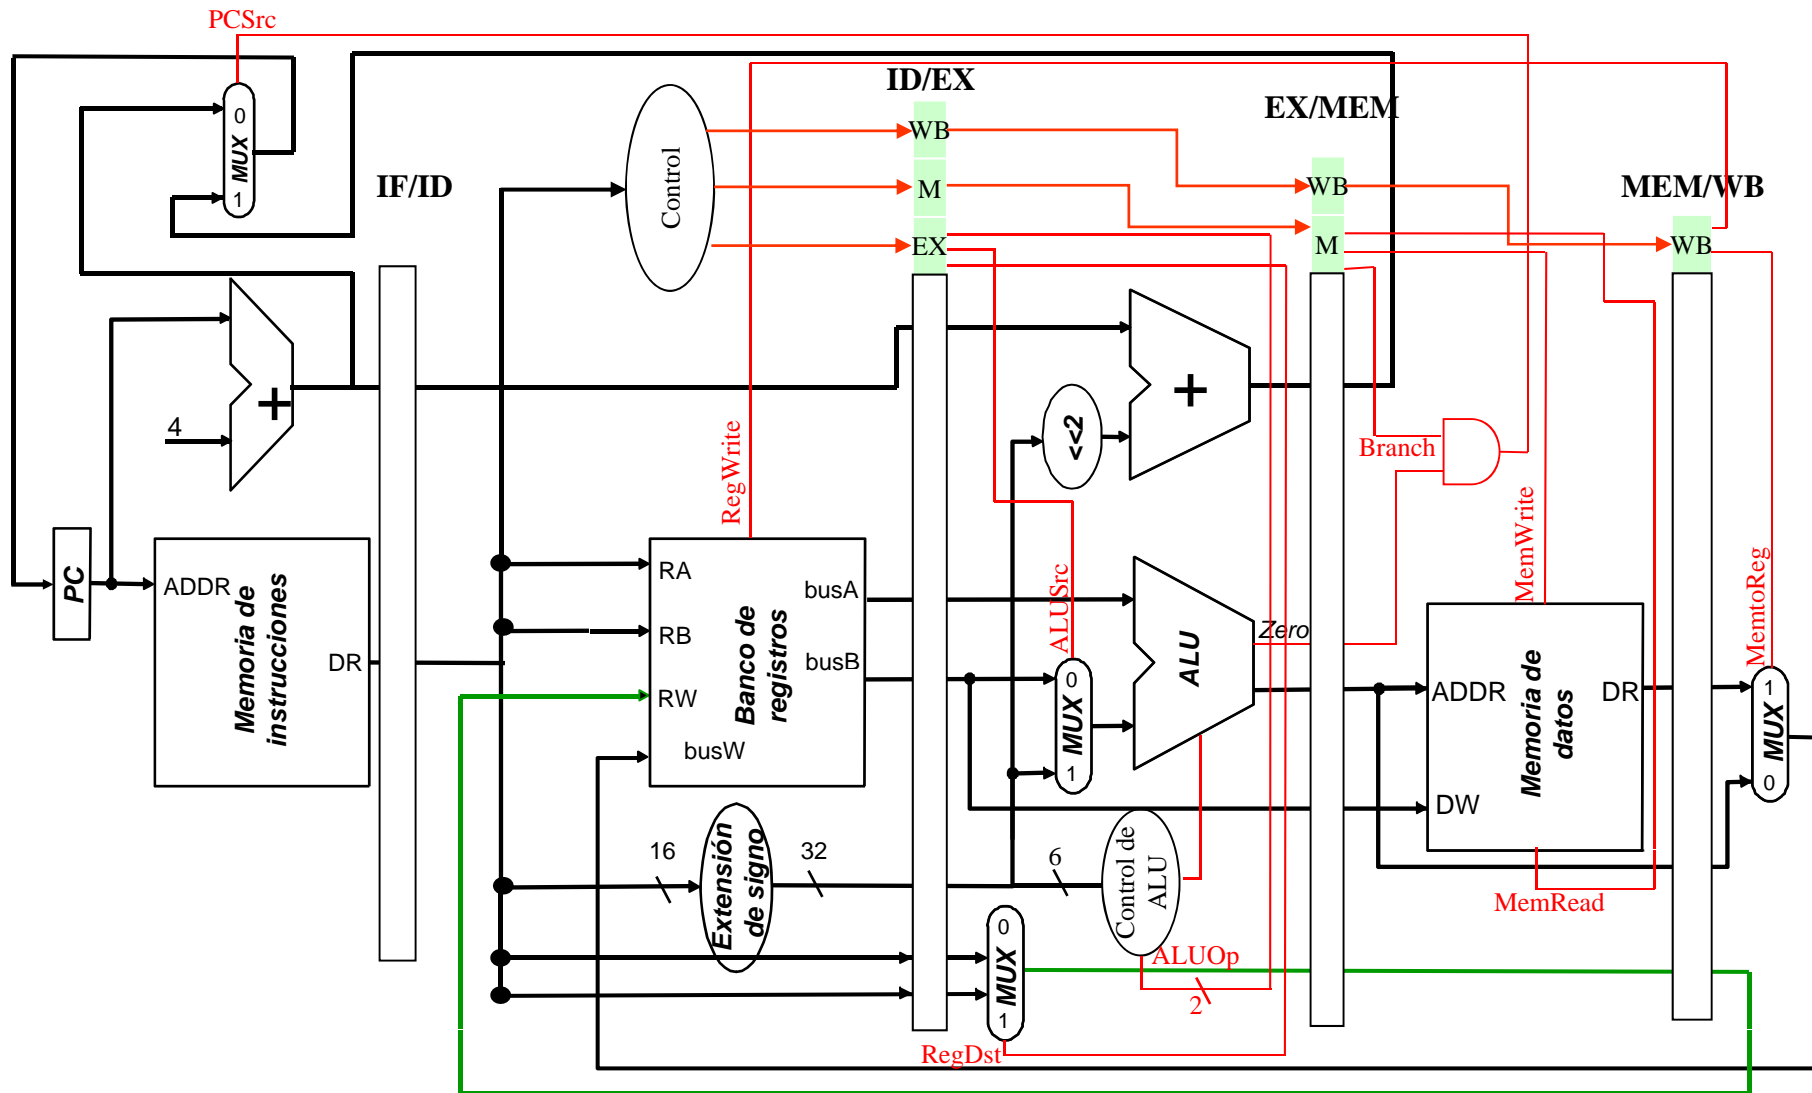 PCSrc
ID/EX
EX/MEM
IF/ID
MEM/WB
0
MUX
1
Control
WB
M
EX
WB
M
WB
4
+
+
<<2
Branch
RegWrite
PC
ADDR
Memoria de
instrucciones
DR
RA
RB
RW
busW
Banco de
registros
busA
busB
ALUSrc
0
MUX
1
ALU
Zero
MemWrite
ADDR
DW
Memoria de
datos
DR
MemRead
MemtoReg
1
MUX
0
16
Extensión
de signo
32
6
Control de
ALU
ALUOp
2
0
MUX
1
RegDst